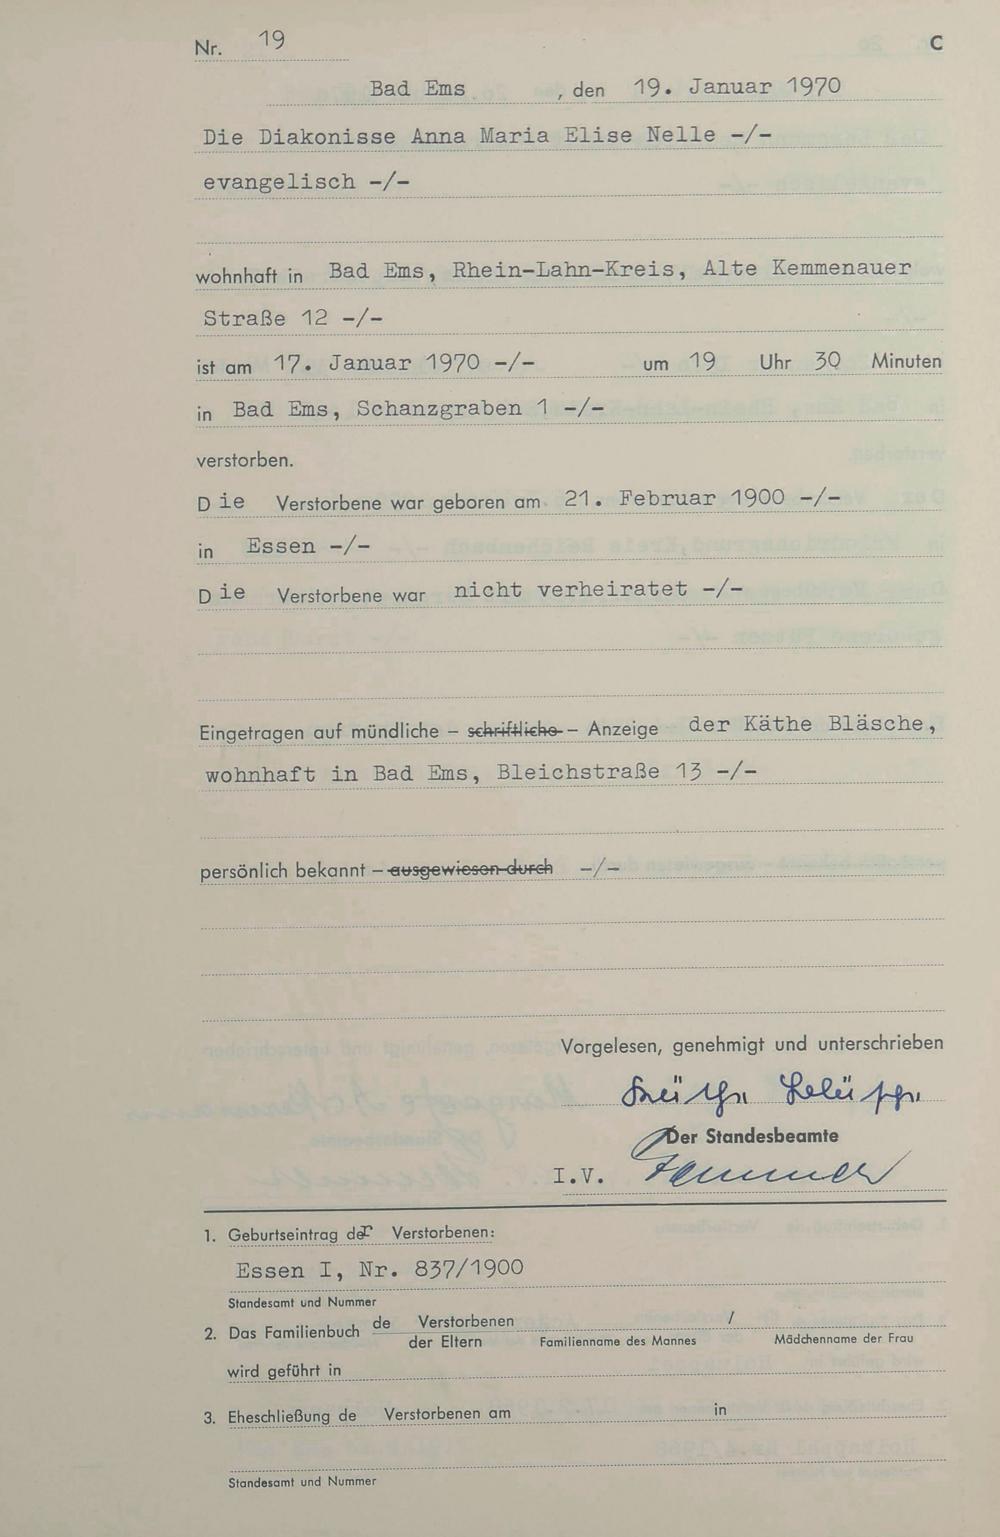 Nr. 19
C
Bad Ems , den 19. Januar 1970
Die Diakonisse Anna Maria Elise Nelle -/-
evangelisch -/-
wohnhaft in Bad Ems, Rhein-Lahn-Kreis, Alte Kemmenauer
Straße 12 -/-
ist am 17. Januar 1970 -/- um 19 Uhr 30 Minuten
in Bad Ems, Schanzgraben 1 -/-
verstorben.
Die Verstorbene war geboren am 21. Februar 1900 -/-
in Essen -/-
Die Verstorbene war nicht verheiratet -/-
Eingetragen auf mündliche – schriftliche – Anzeige der Käthe Bläsche,
wohnhaft in Bad Ems, Bleichstraße 13 -/-
persönlich bekannt – ausgewiesen durch -/-
Vorgelesen, genehmigt und unterschrieben
Käthe Bläsche
Der Standesbeamte
I.V.
1. Geburtseintrag der Verstorbenen:
Essen I, Nr. 837/1900
Standesamt und Nummer
2. Das Familienbuch de Verstorbenen /
der Eltern Familienname des Mannes Mädchenname der Frau
wird geführt in
3. Eheschließung de Verstorbenen am in
Standesamt und Nummer